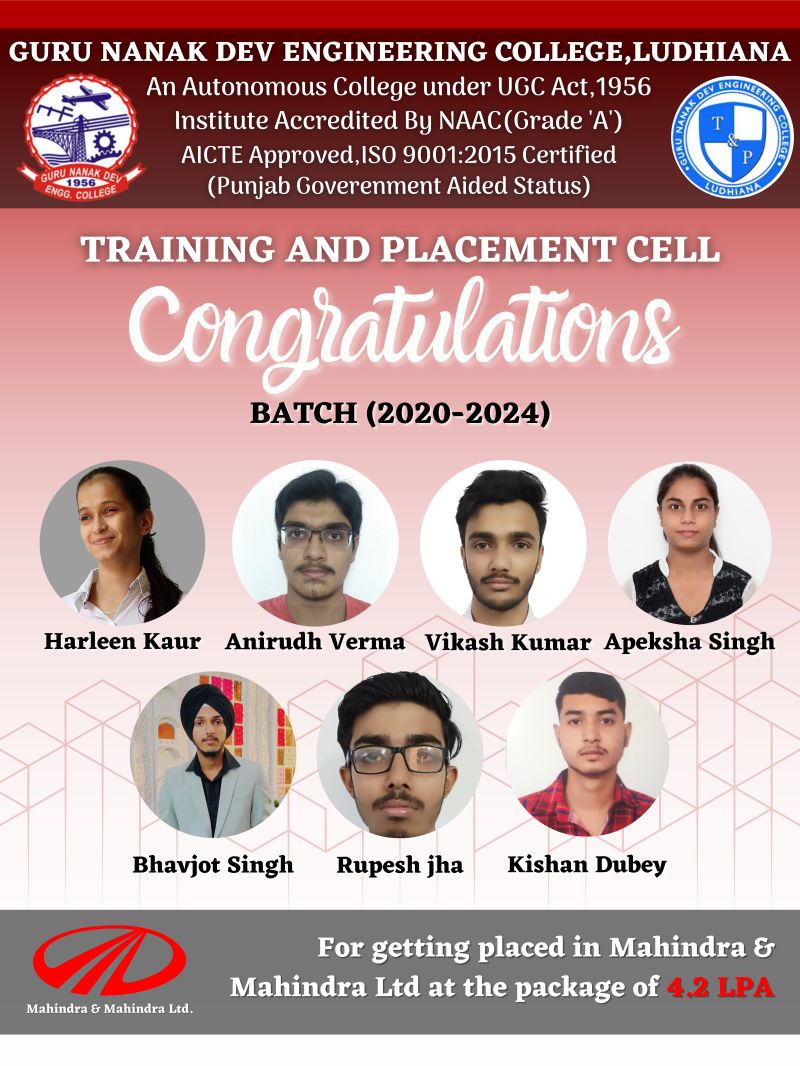 GURU NANAK DEV ENGINEERING COLLEGE,LUDHIANA
An Autonomous College under UGC Act,1956
Institute Accredited By NAAC(Grade 'A')
AICTE Approved,ISO 9001:2015 Certified
(Punjab Goverenment Aided Status)
1956
GURU NANAK DEV
ENGG. COLLEGE
GURU NANAK DEV ENGINEERING COLLEGE
T & P
LUDHIANA
TRAINING AND PLACEMENT CELL
Congratulations
BATCH (2020-2024)
Harleen Kaur Anirudh Verma Vikash Kumar Apeksha Singh
Bhavjot Singh Rupesh jha Kishan Dubey
For getting placed in Mahindra &
Mahindra Ltd at the package of 4.2 LPA
Mahindra & Mahindra Ltd.